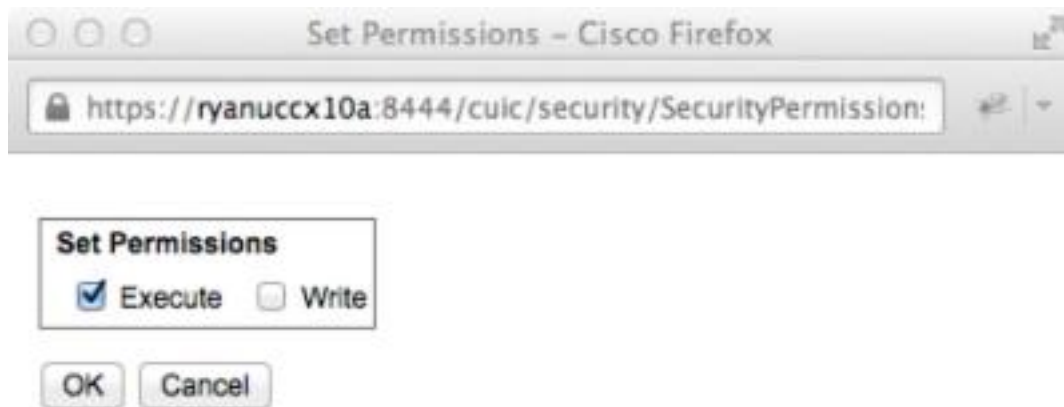 Set Permissions – Cisco Firefox
https://ryanuccx10a:8444/cuic/security/SecurityPermission:
Set Permissions
Execute Write
OK Cancel